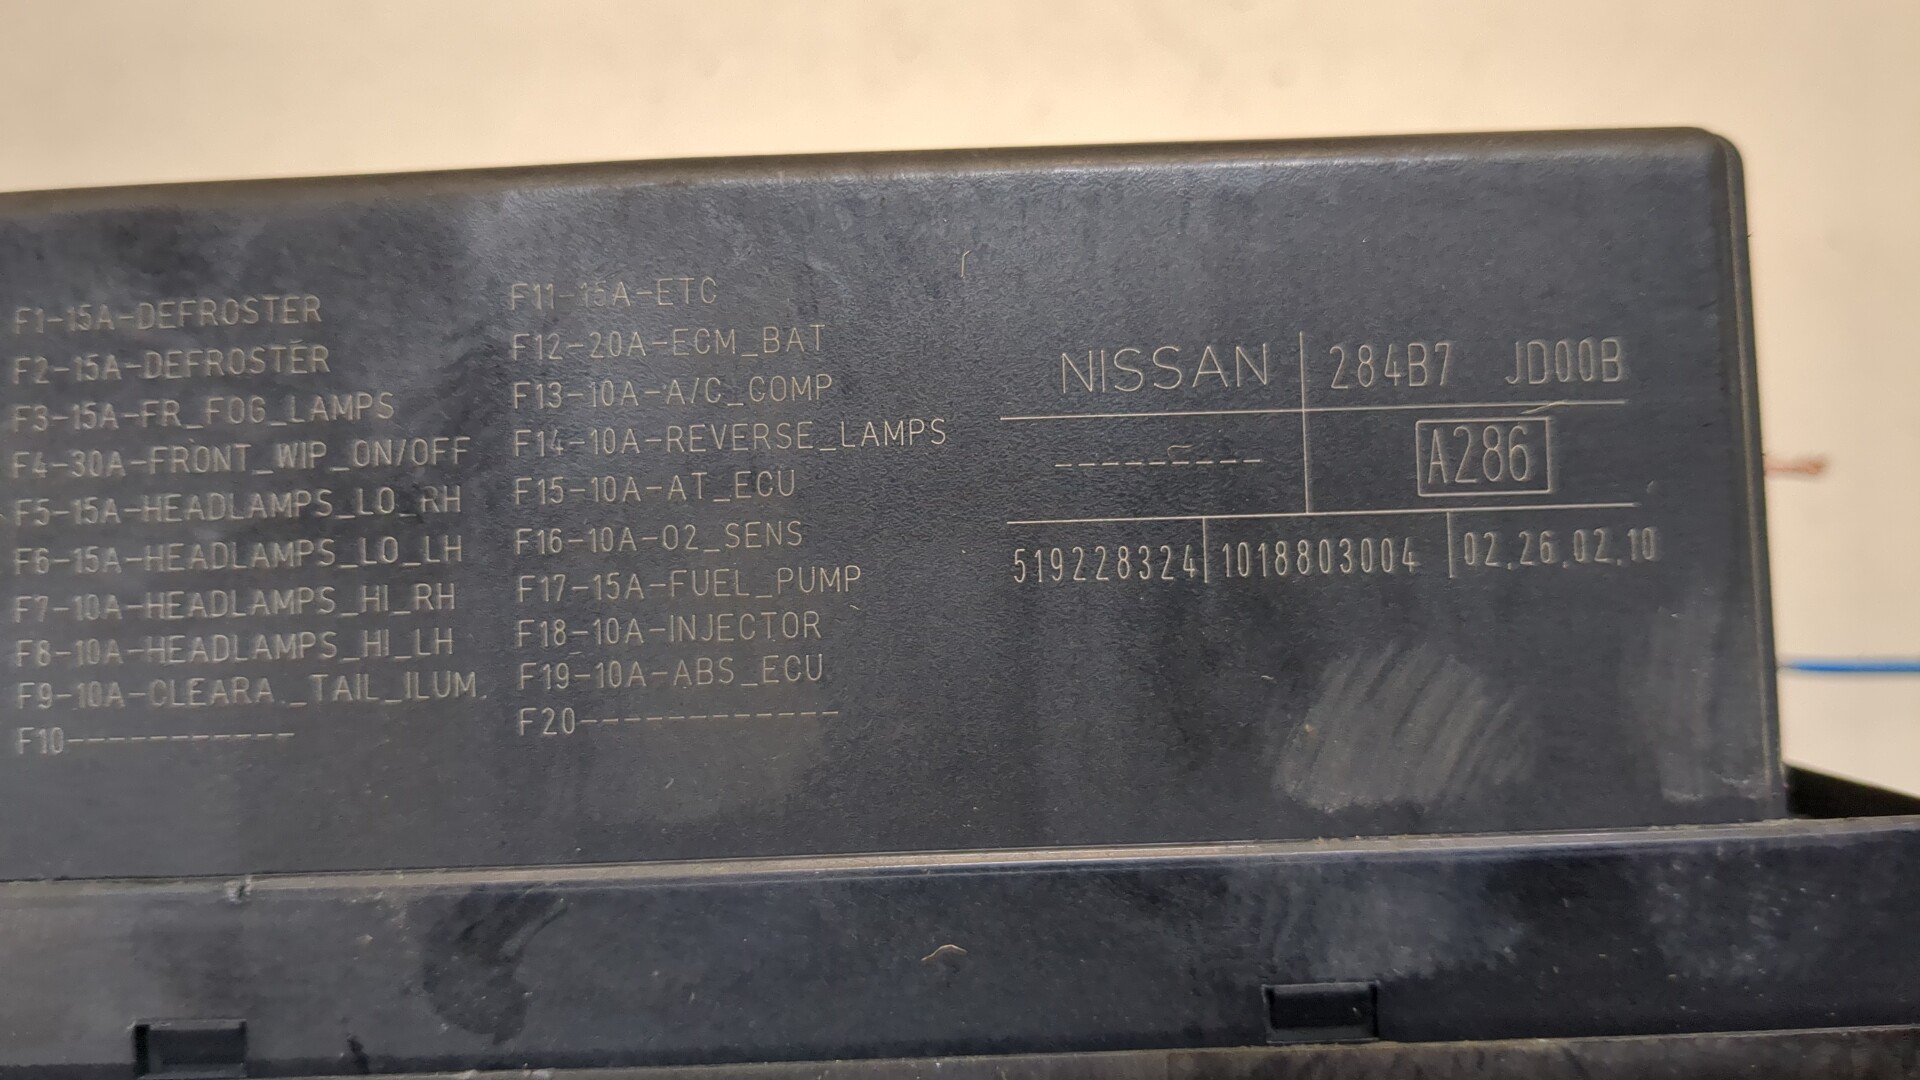 F1-15A-DEFROSTER
F2-15A-DEFROSTER
F3-15A-FR_FOG_LAMPS
F4-30A-FRONT_WIP_ON/OFF
F5-15A-HEADLAMPS_LO_RH
F6-15A-HEADLAMPS_LO_LH
F7-10A-HEADLAMPS_HI_RH
F8-10A-HEADLAMPS_HI_LH
F9-10A-CLEARA._TAIL_ILUM.
F10-----------
F11-15A-ETC
F12-20A-ECM_BAT
F13-10A-A/C_COMP
F14-10A-REVERSE_LAMPS
F15-10A-AT_ECU
F16-10A-O2_SENS
F17-15A-FUEL_PUMP
F18-10A-INJECTOR
F19-10A-ABS_ECU
F20------------
NISSAN 284B7 JD00B
--------- A286
519228324 1018803004 02.26.02.10